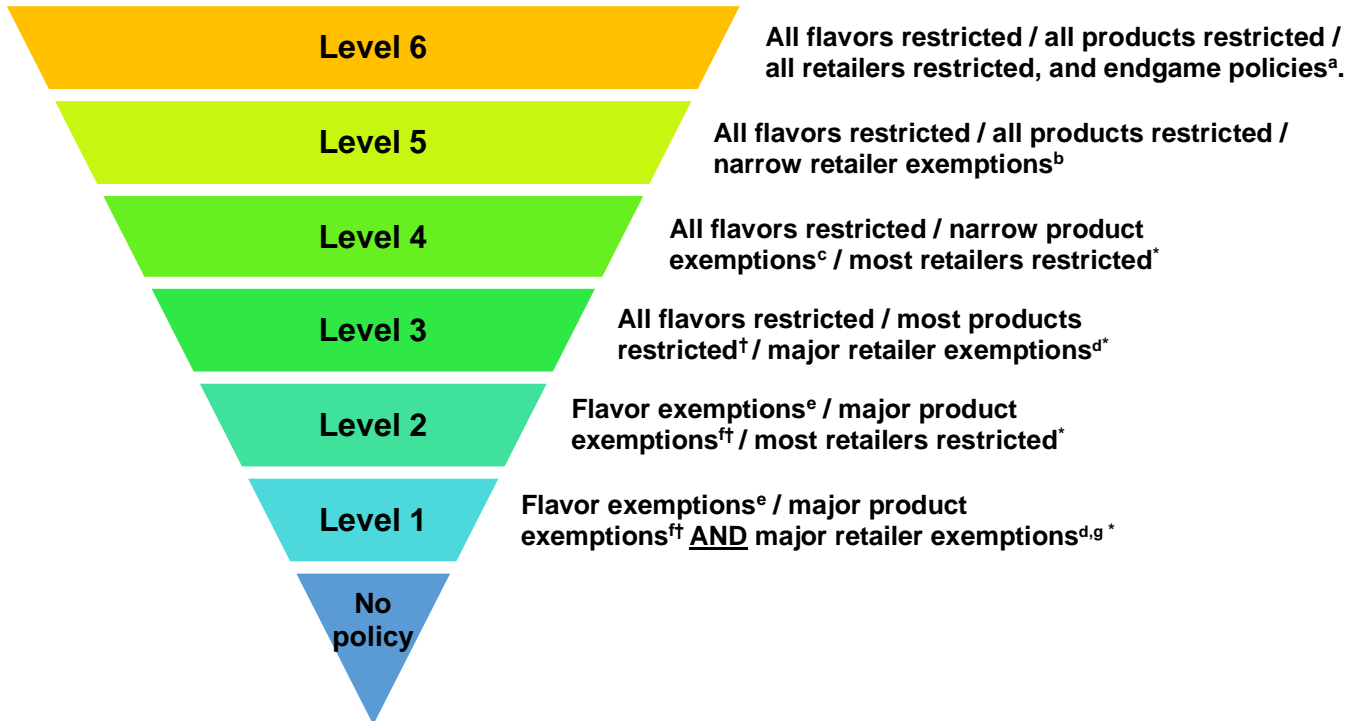 Level 6
All flavors restricted / all products restricted /
all retailers restricted, and endgame policiesᵃ.
Level 5
All flavors restricted / all products restricted /
narrow retailer exemptionsᵇ
Level 4
All flavors restricted / narrow product
exemptionsᶜ / most retailers restricted*
Level 3
All flavors restricted / most products
restricted† / major retailer exemptionsᵈ*
Level 2
Flavor exemptionsᵉ / major product
exemptionsᶠ† / most retailers restricted*
Level 1
Flavor exemptionsᵉ / major product
exemptionsᶠ† AND major retailer exemptionsᵈ,ᵍ *
No
policy